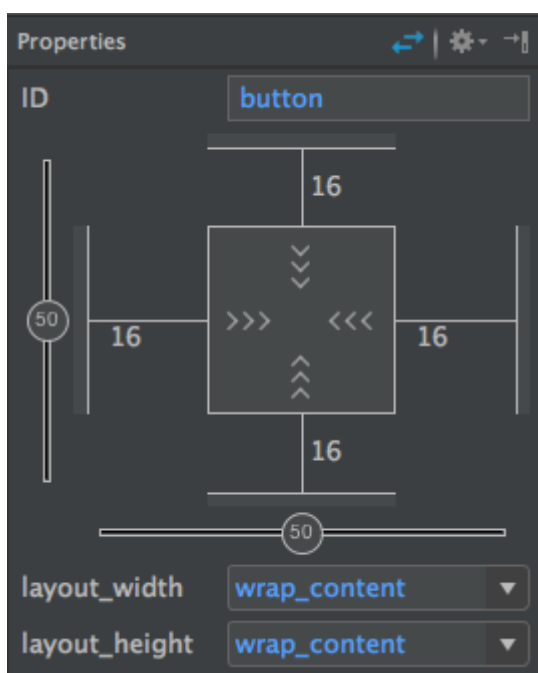 Properties
ID button
16
50
16 >>> <<< 16
16
50
layout_width wrap_content
layout_height wrap_content